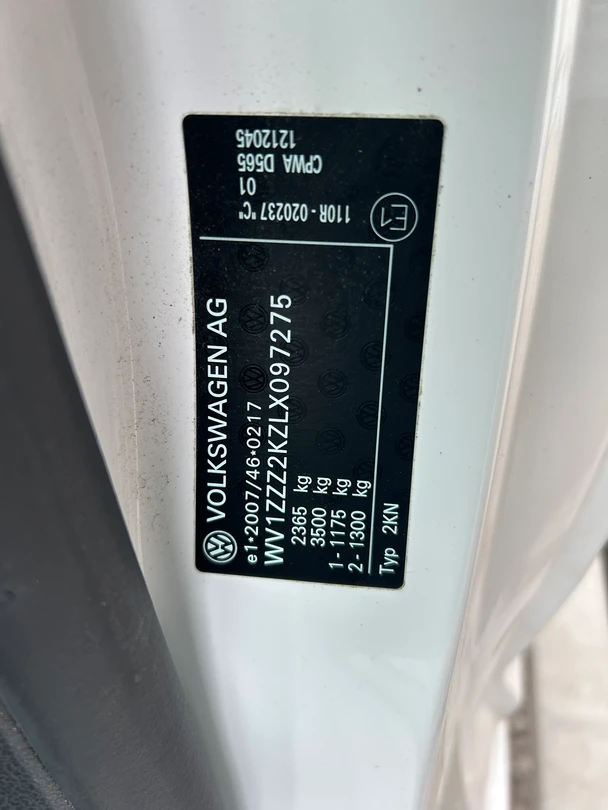 VOLKSWAGEN AG
e1*2007/46*0217
WV1ZZZ2KZLX097275
2365 kg
3500 kg
1 - 1175 kg
2 - 1300 kg
Typ 2KN
E1
110R - 020237 "C"
01
CPWA D565
1212045